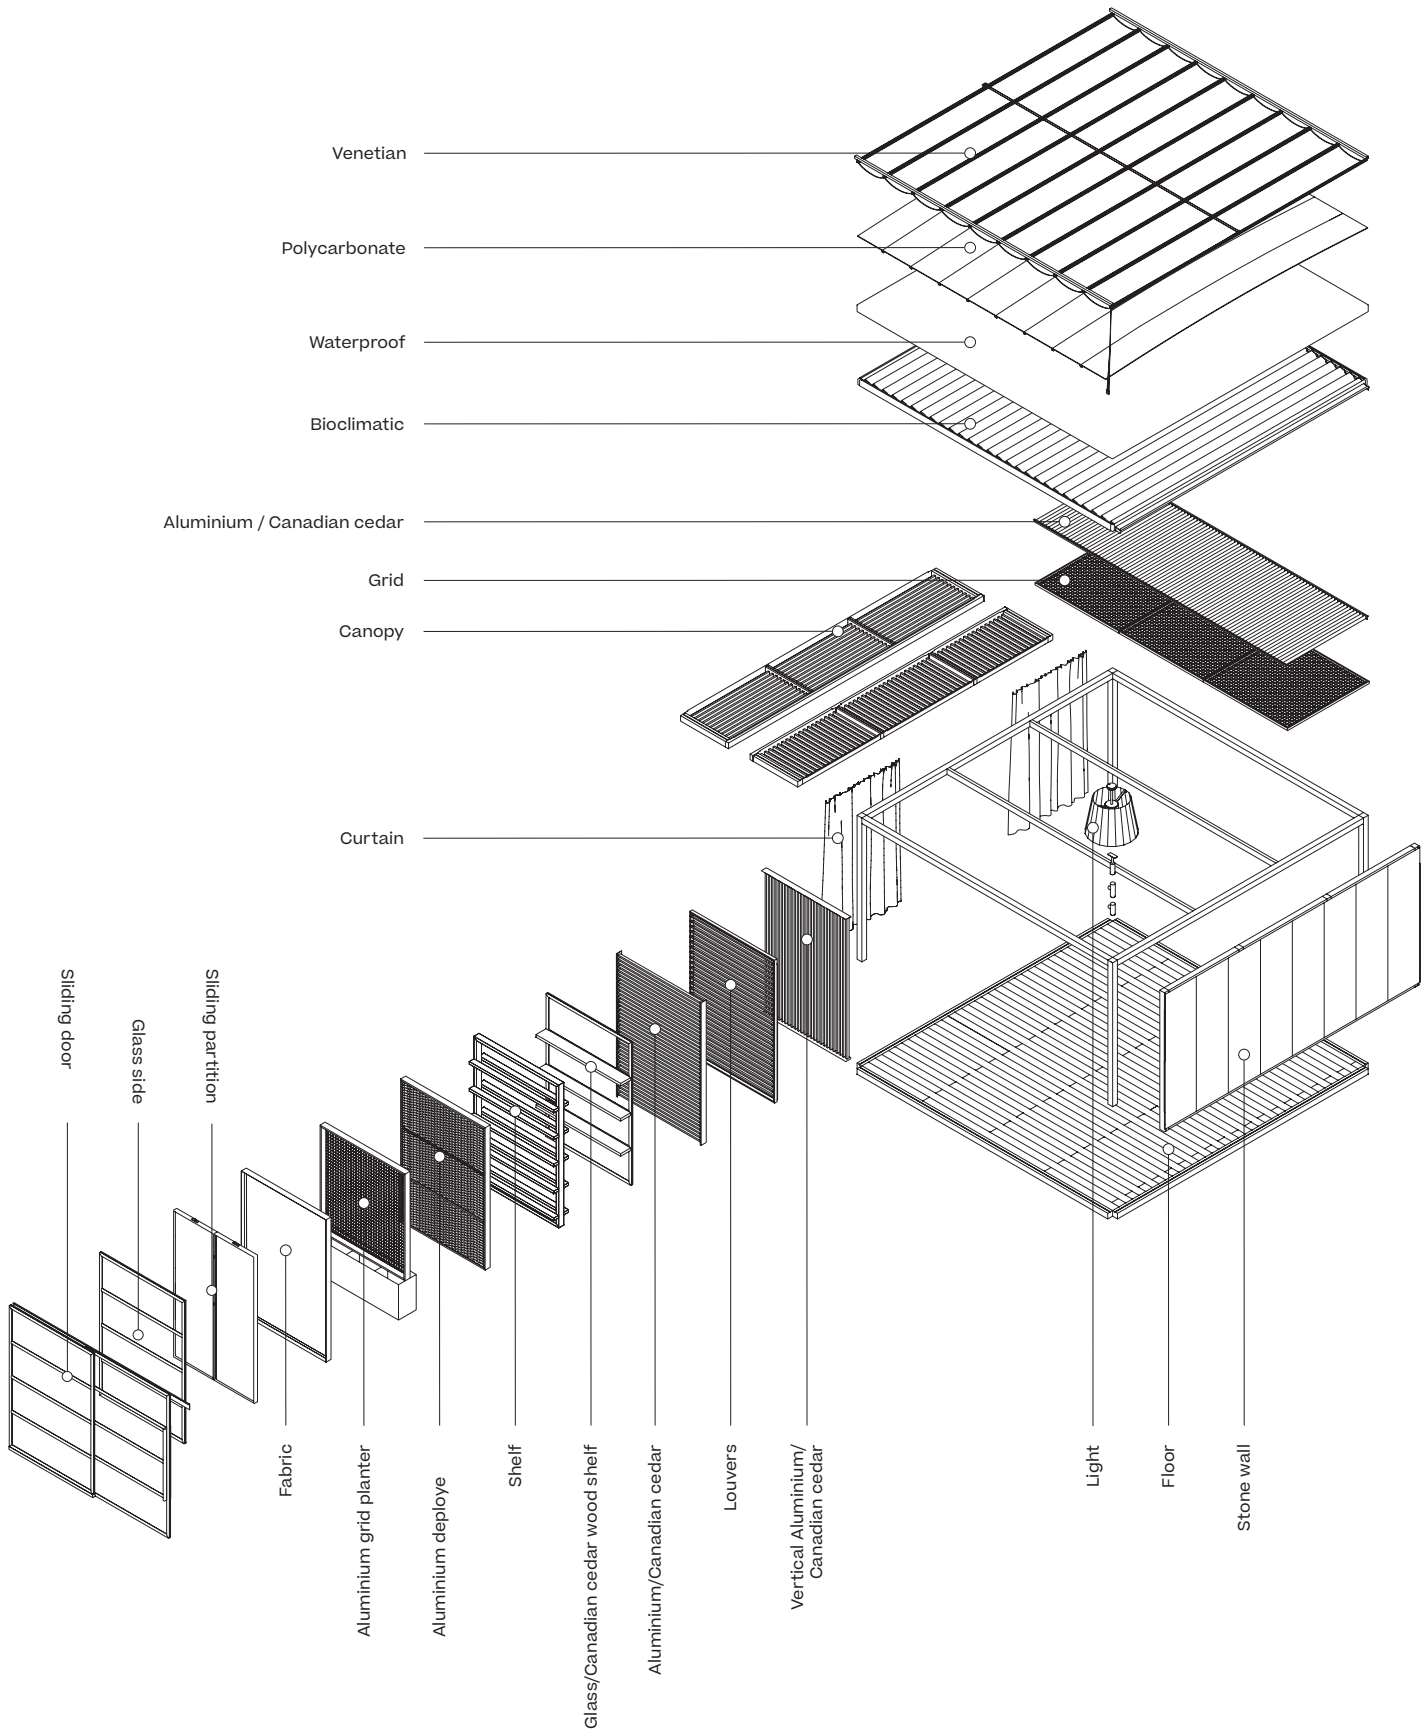 Venetian
Polycarbonate
Waterproof
Bioclimatic
Aluminium / Canadian cedar
Grid
Canopy
Curtain
Sliding door
Glass side
Sliding partition
Fabric
Aluminium grid planter
Aluminium deploye
Shelf
Glass/Canadian cedar wood shelf
Aluminium/Canadian cedar
Louvers
Vertical Aluminium/
Canadian cedar
Light
Floor
Stone wall